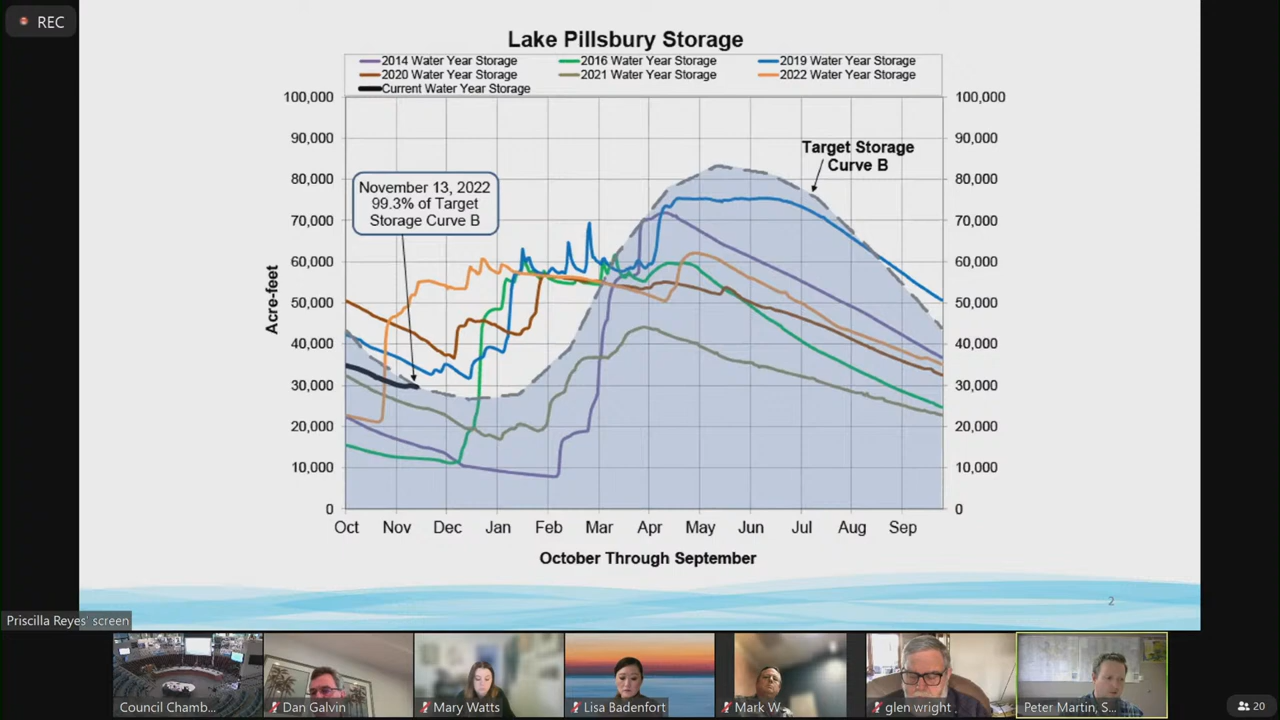 REC
Lake Pillsbury Storage
2014 Water Year Storage 2016 Water Year Storage 2019 Water Year Storage
2020 Water Year Storage 2021 Water Year Storage 2022 Water Year Storage
Current Water Year Storage
100,000 100,000
90,000 90,000
80,000 80,000
70,000 70,000
60,000 60,000
50,000 50,000
40,000 40,000
30,000 30,000
20,000 20,000
10,000 10,000
0 0
Acre-feet
November 13, 2022
99.3% of Target
Storage Curve B
Target Storage
Curve B
Oct Nov Dec Jan Feb Mar Apr May Jun Jul Aug Sep
October Through September
2
Priscilla Reyes' screen
Council Chamb... Dan Galvin Mary Watts Lisa Badenfort Mark W glen wright Peter Martin, S... 20